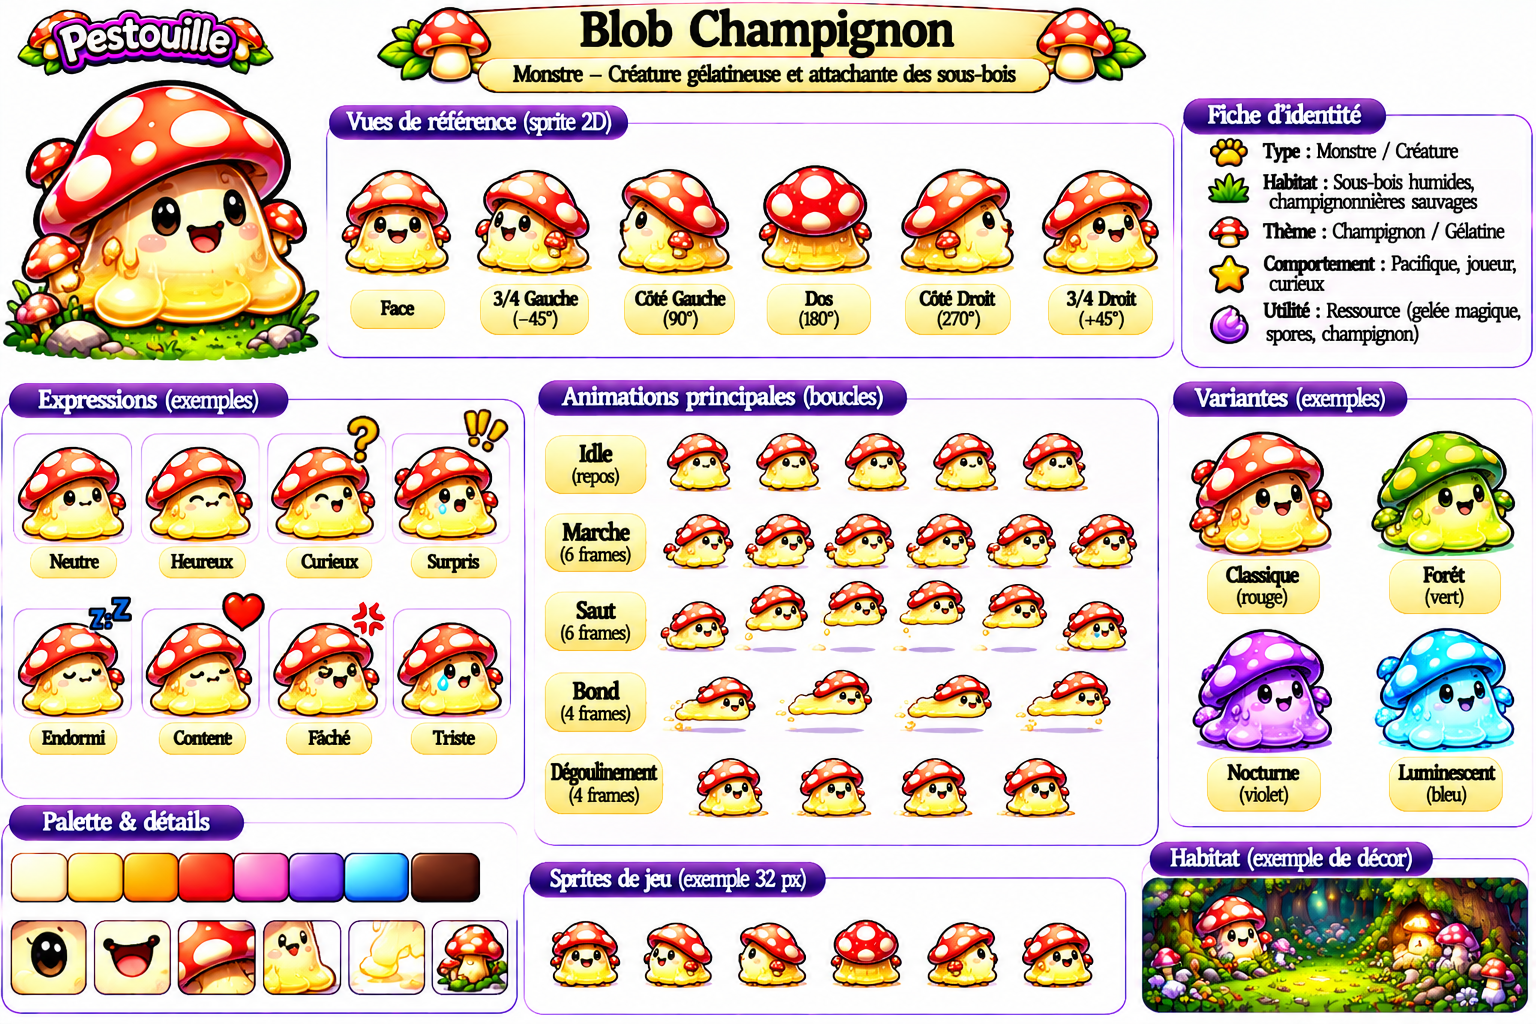 Pestouille
Blob Champignon
Monstre – Créature gélatineuse et attachante des sous-bois
Vues de référence (sprite 2D)
Face
3/4 Gauche
(−45°)
Côté Gauche
(90°)
Dos
(180°)
Côté Droit
(270°)
3/4 Droit
(+45°)
Fiche d'identité
Type : Monstre / Créature
Habitat : Sous-bois humides,
champignonnières sauvages
Thème : Champignon / Gélatine
Comportement : Pacifique, joueur,
curieux
Utilité : Ressource (gelée magique,
spores, champignon)
Expressions (exemples)
?
!!!
Neutre
Heureux
Curieux
Surpris
z:z
Endormi
Content
Fâché
Triste
Animations principales (boucles)
Idle
(repos)
Marche
(6 frames)
Saut
(6 frames)
Bond
(4 frames)
Dégoulinement
(4 frames)
Variantes (exemples)
Classique
(rouge)
Forét
(vert)
Nocturne
(violet)
Luminescent
(bleu)
Palette & détails
Sprites de jeu (exemple 32 px)
Habitat (exemple de décor)